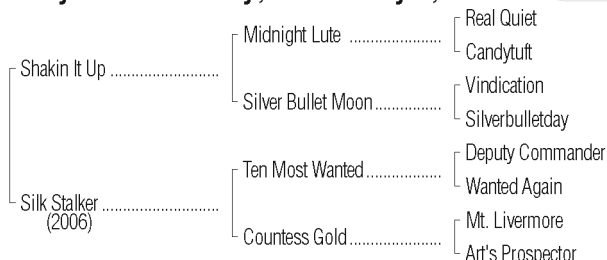 Real Quiet
Midnight Lute ......................
Candytuft
Shakin It Up ..........................
Vindication
Silver Bullet Moon................
Silverbulletday
Deputy Commander
Ten Most Wanted..................
Wanted Again
Silk Stalker ............................
(2006)
Mt. Livermore
Countess Gold......................
Art's Prospector